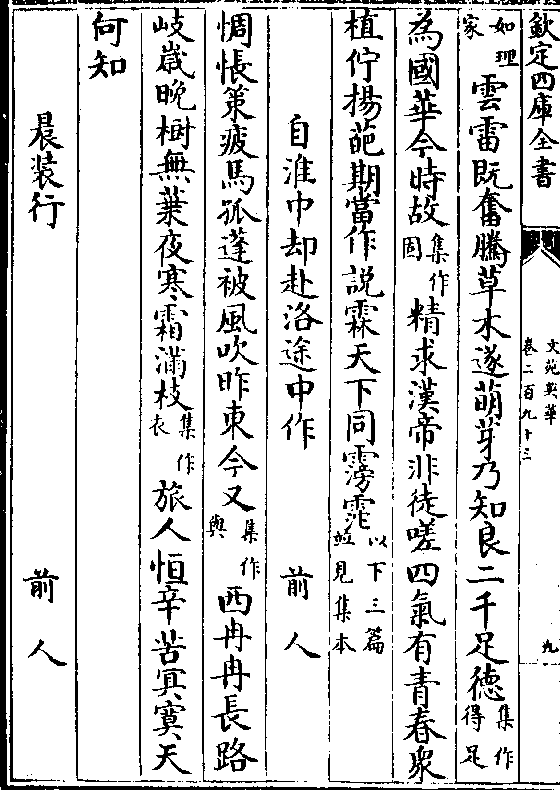 欽定四庫全書
文苑英華
卷二百九十三
九
如理
家
雲雷既奮騰草木遂萌芽乃知良二千足德集作
得足
為國華今時故集作
固精求漢帝非徒嗟四氣有青春衆
植佇揚葩期當作説霖天下同霶霈以下三篇
並見集本
自淮中却赴洛途中作 前人
惆悵策疲馬孤蓬被風吹昨東今又集作
與西冉冉長路
岐歲晚樹無葉夜寒霜滿枝集作
衣旅人恒辛苦冥寞天
何知
晨装行 前人